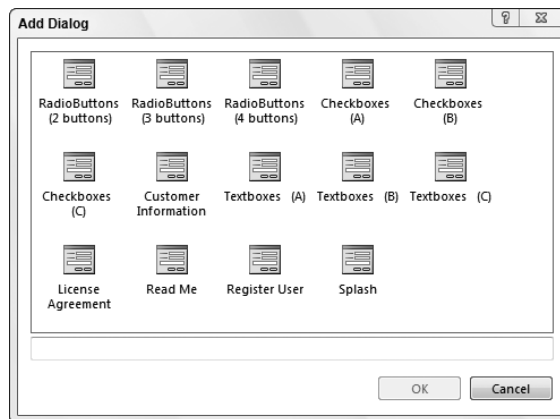 Add Dialog
RadioButtons RadioButtons RadioButtons Checkboxes Checkboxes
(2 buttons) (3 buttons) (4 buttons) (A) (B)
Checkboxes Customer Textboxes (A) Textboxes (B) Textboxes (C)
(C) Information
License Read Me Register User Splash
Agreement
OK Cancel